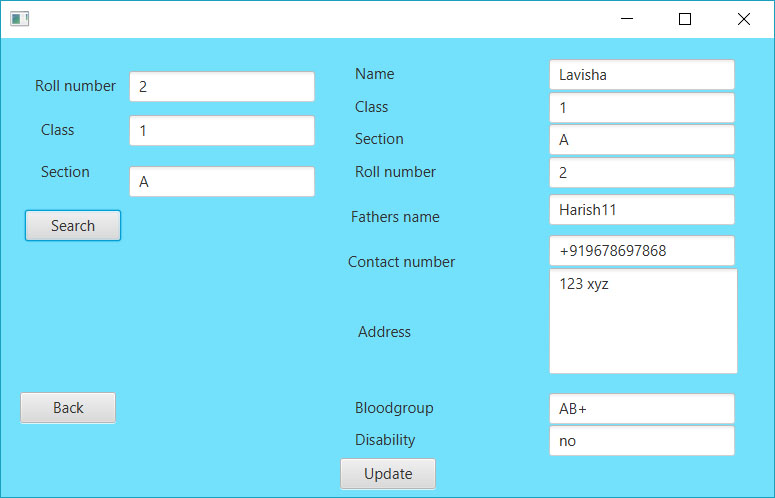 Roll number 2
Class 1
Section A
Search
Back
Name Lavisha
Class 1
Section A
Roll number 2
Fathers name Harish11
Contact number +919678697868
Address 123 xyz
Bloodgroup AB+
Disability no
Update